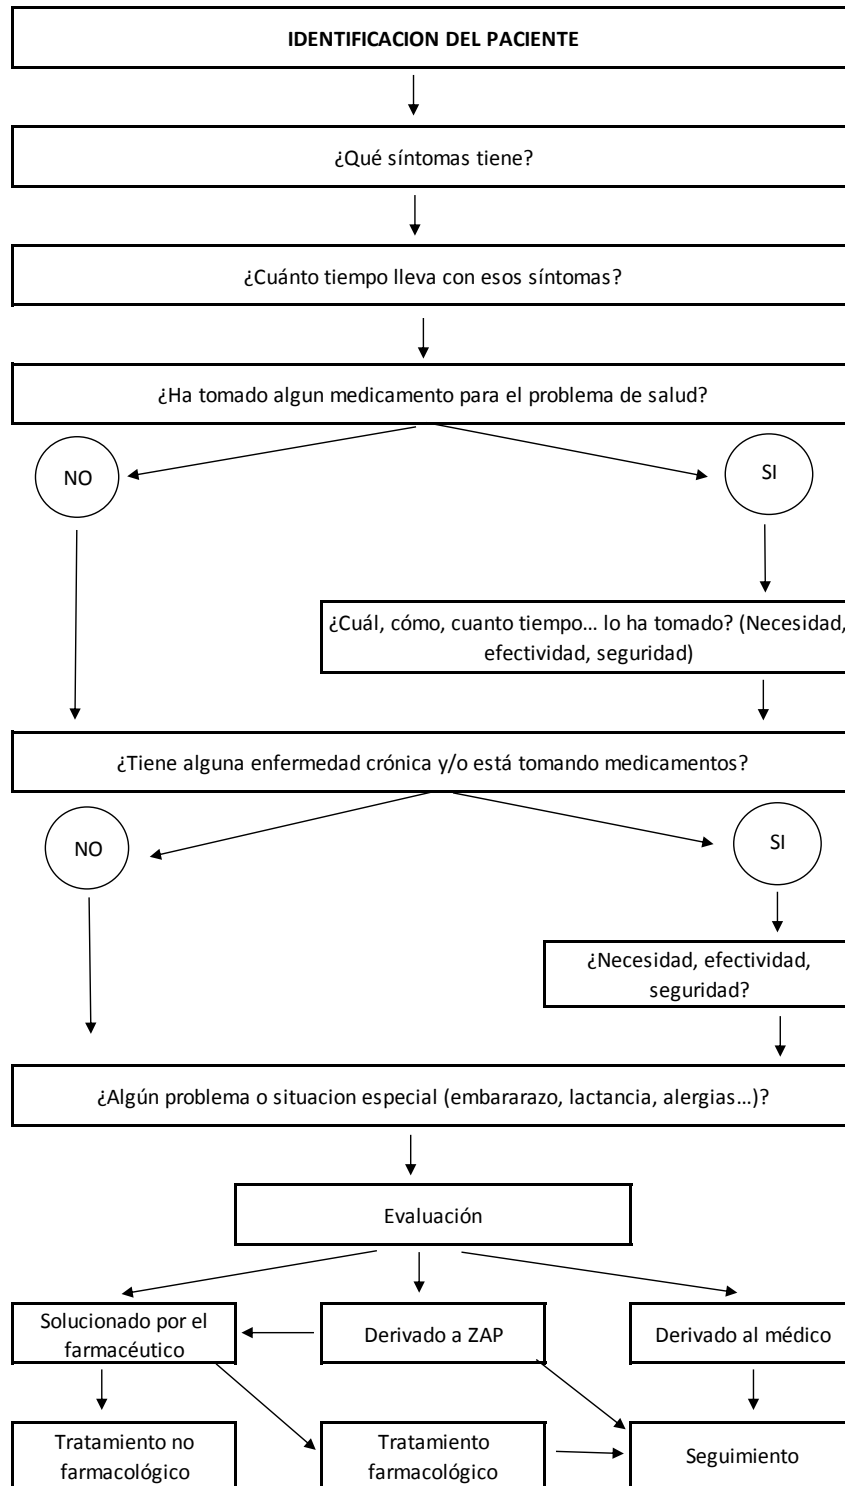 IDENTIFICACION DEL PACIENTE
¿Qué síntomas tiene?
¿Cuánto tiempo lleva con esos síntomas?
¿Ha tomado algun medicamento para el problema de salud?
NO
SI
¿Cuál, cómo, cuanto tiempo... lo ha tomado? (Necesidad,
efectividad, seguridad)
¿Tiene alguna enfermedad crónica y/o está tomando medicamentos?
NO
SI
¿Necesidad, efectividad,
seguridad?
¿Algún problema o situacion especial (embararazo, lactancia, alergias...)?
Evaluación
Solucionado por el
farmacéutico
Derivado a ZAP
Derivado al médico
Tratamiento no
farmacológico
Tratamiento
farmacológico
Seguimiento